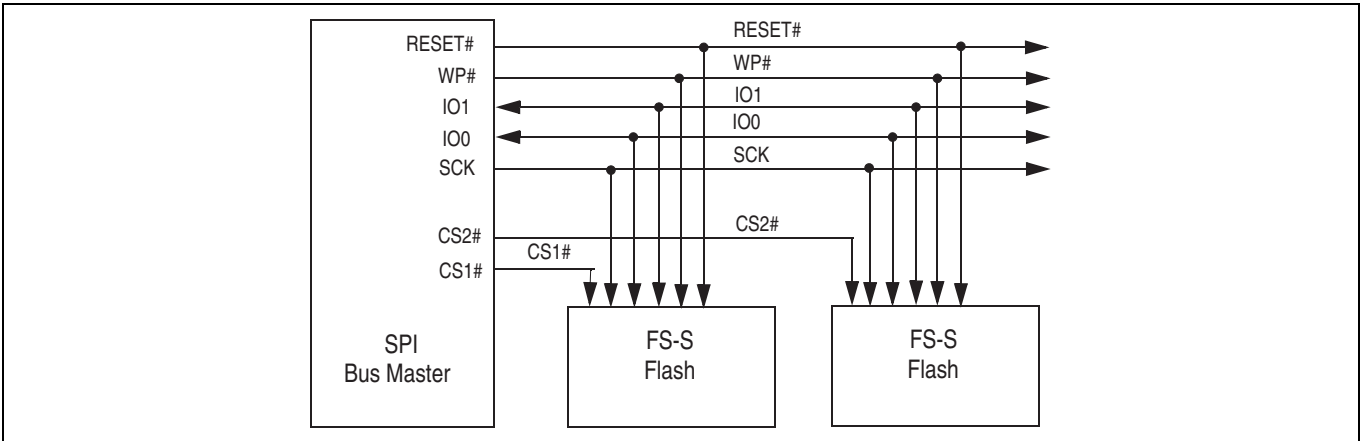 RESET#
WP#
IO1
IO0
SCK
CS2#
CS1#
SPI
Bus Master
RESET#
WP#
IO1
IO0
SCK
CS2#
CS1#
FS-S
Flash
FS-S
Flash